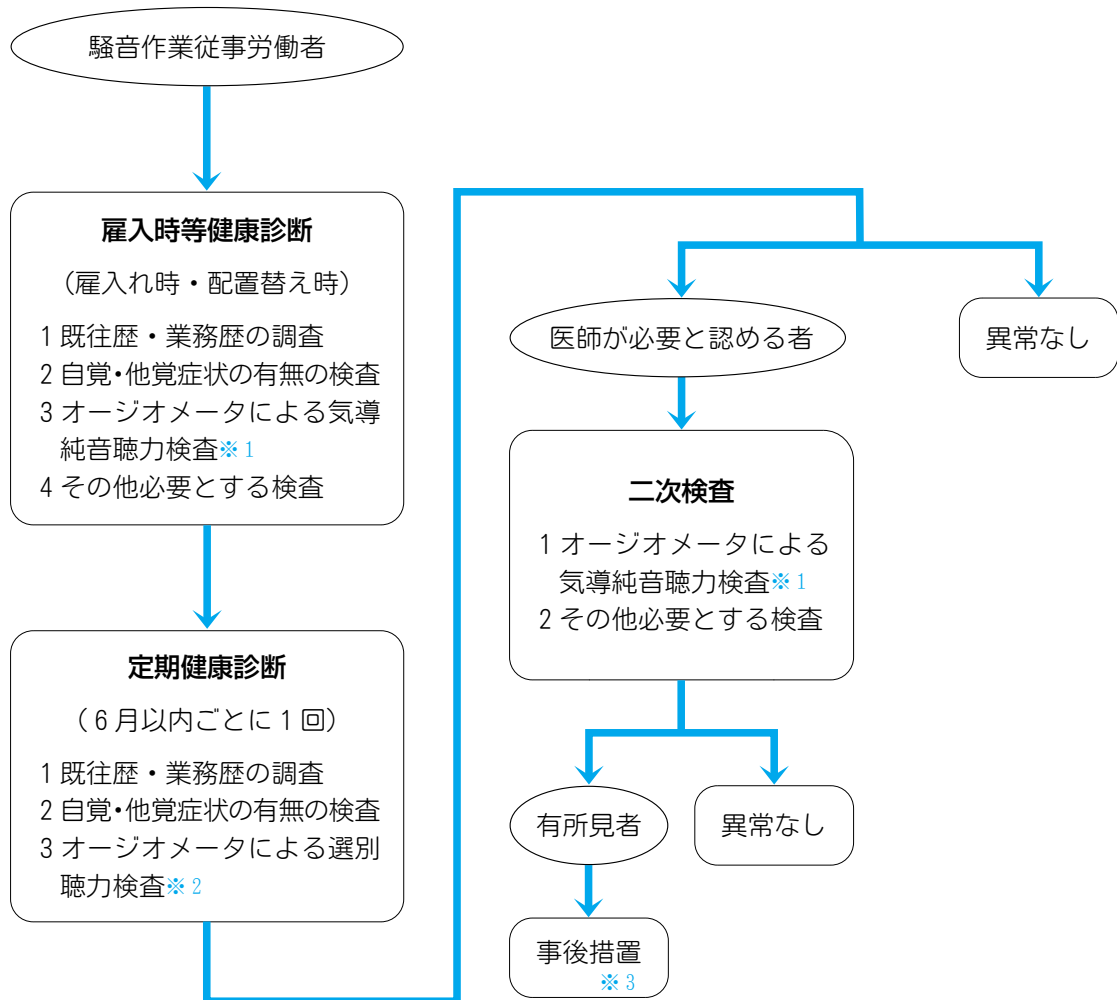 騒音作業従事労働者
雇入時等健康診断
（雇入れ時・配置替え時）
1 既往歴・業務歴の調査
2 自覚・他覚症状の有無の検査
3 オージオメータによる気導
純音聴力検査※1
4 その他必要とする検査
定期健康診断
（6月以内ごとに1回）
1 既往歴・業務歴の調査
2 自覚・他覚症状の有無の検査
3 オージオメータによる選別
聴力検査※2
医師が必要と認める者
異常なし
二次検査
1 オージオメータによる
気導純音聴力検査※1
2 その他必要とする検査
有所見者
異常なし
事後措置
※3